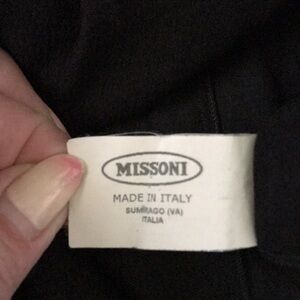 MISSONI
MADE IN ITALY
SUMIRAGO (VA)
ITALIA